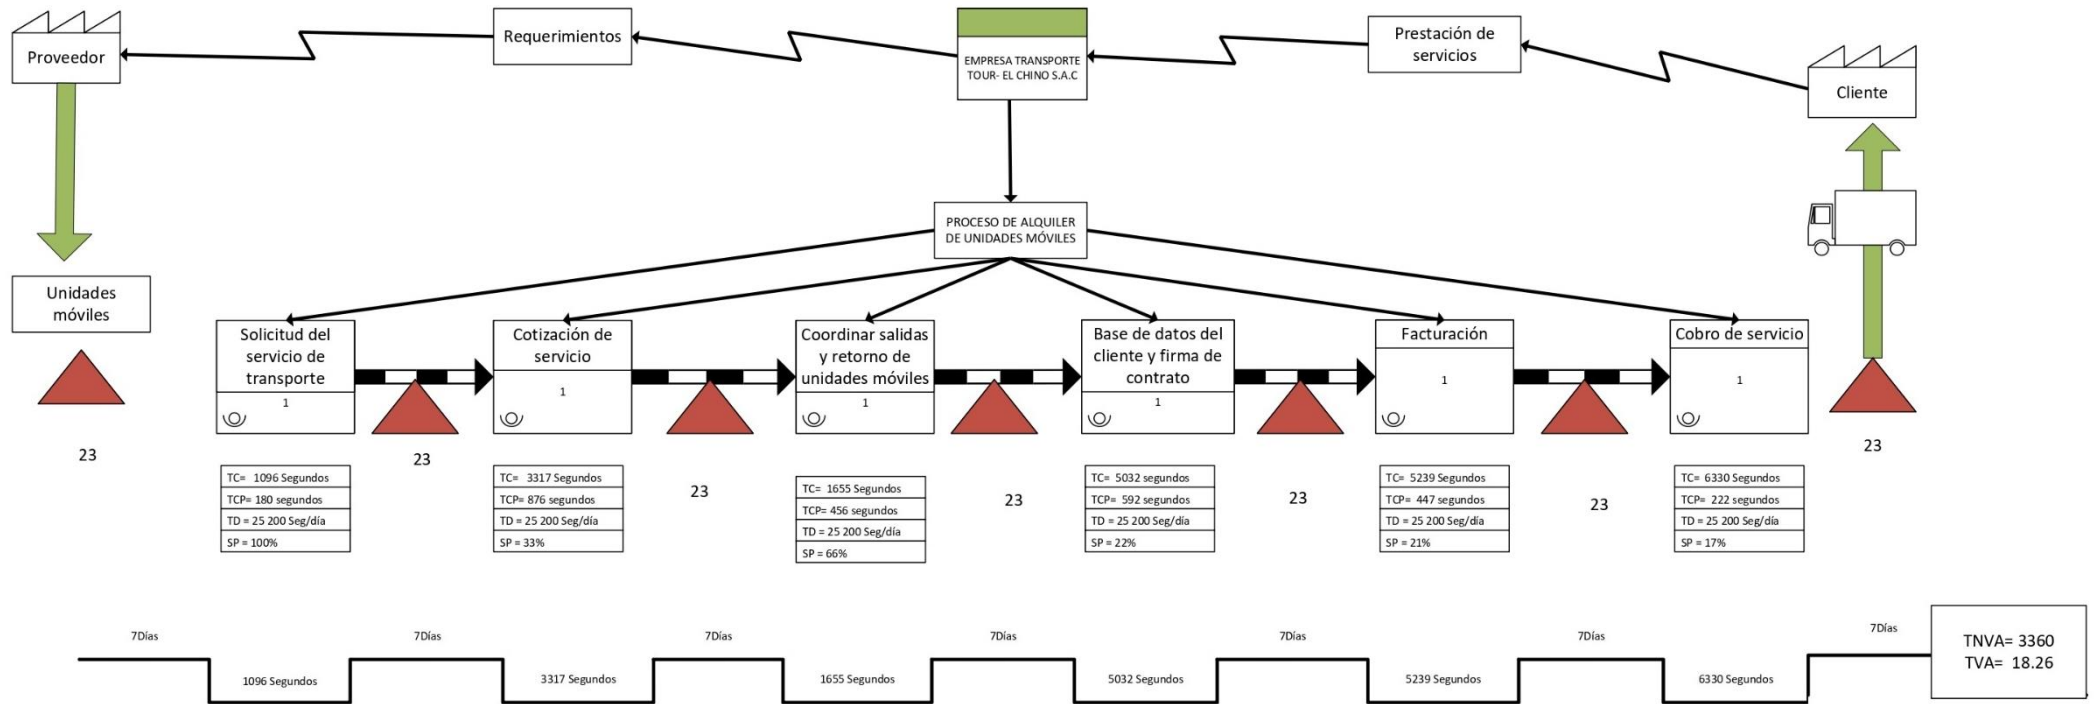 Proveedor
Requerimientos
EMPRESA TRANSPORTE
TOUR- EL CHINO S.A.C
Prestación de
servicios
Cliente
PROCESO DE ALQUILER
DE UNIDADES MÓVILES
Unidades
móviles
23
Solicitud del
servicio de
transporte
1
TC= 1096 Segundos
TCP= 180 segundos
TD = 25 200 Seg/día
SP = 100%
23
Cotización de
servicio
1
TC= 3317 Segundos
TCP= 876 segundos
TD = 25 200 Seg/día
SP = 33%
23
Coordinar salidas
y retorno de
unidades móviles
1
TC= 1655 Segundos
TCP= 456 segundos
TD = 25 200 Seg/día
SP = 66%
23
Base de datos del
cliente y firma de
contrato
1
TC= 5032 segundos
TCP= 592 segundos
TD = 25 200 Seg/día
SP = 22%
23
Facturación
1
TC= 5239 Segundos
TCP= 447 segundos
TD = 25 200 Seg/día
SP = 21%
23
Cobro de servicio
1
TC= 6330 Segundos
TCP= 222 segundos
TD = 25 200 Seg/día
SP = 17%
23
7Días
1096 Segundos
7Días
3317 Segundos
7Días
1655 Segundos
7Días
5032 Segundos
7Días
5239 Segundos
7Días
6330 Segundos
7Días
TNVA= 3360
TVA= 18.26